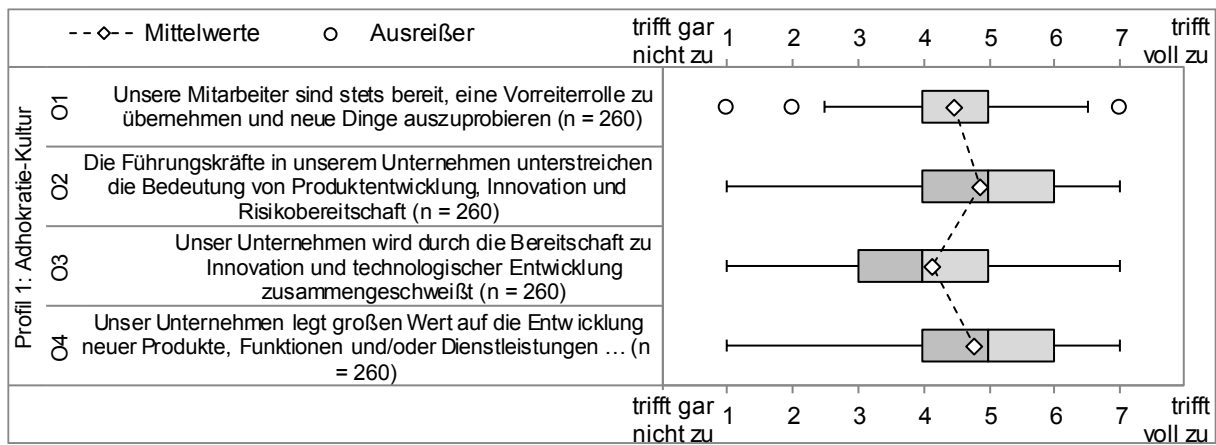 Mittelwerte Ausreißer
trifft gar
nicht zu
1 2 3 4 5 6 7
trifft
voll zu
Profil 1: Adhokratie-Kultur
O1
Unsere Mitarbeiter sind stets bereit, eine Vorreiterrolle zu
übernehmen und neue Dinge auszuprobieren (n = 260)
O2
Die Führungskräfte in unserem Unternehmen unterstreichen
die Bedeutung von Produktentwicklung, Innovation und
Risikobereitschaft (n = 260)
O3
Unser Unternehmen wird durch die Bereitschaft zu
Innovation und technologischer Entwicklung
zusammengeschweißt (n = 260)
O4
Unser Unternehmen legt großen Wert auf die Entwicklung
neuer Produkte, Funktionen und/oder Dienstleistungen … (n
= 260)
trifft gar
nicht zu
1 2 3 4 5 6 7
trifft
voll zu